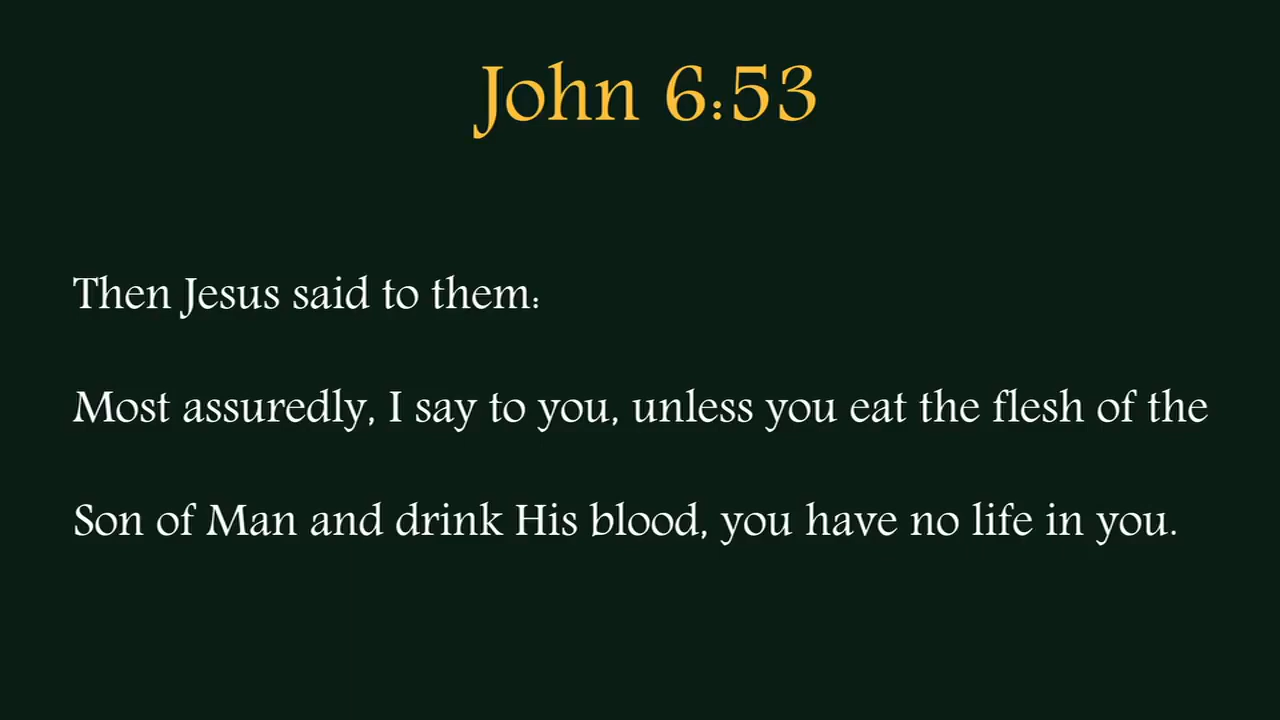 John 6:53
Then Jesus said to them:
Most assuredly, I say to you, unless you eat the flesh of the
Son of Man and drink His blood, you have no life in you.